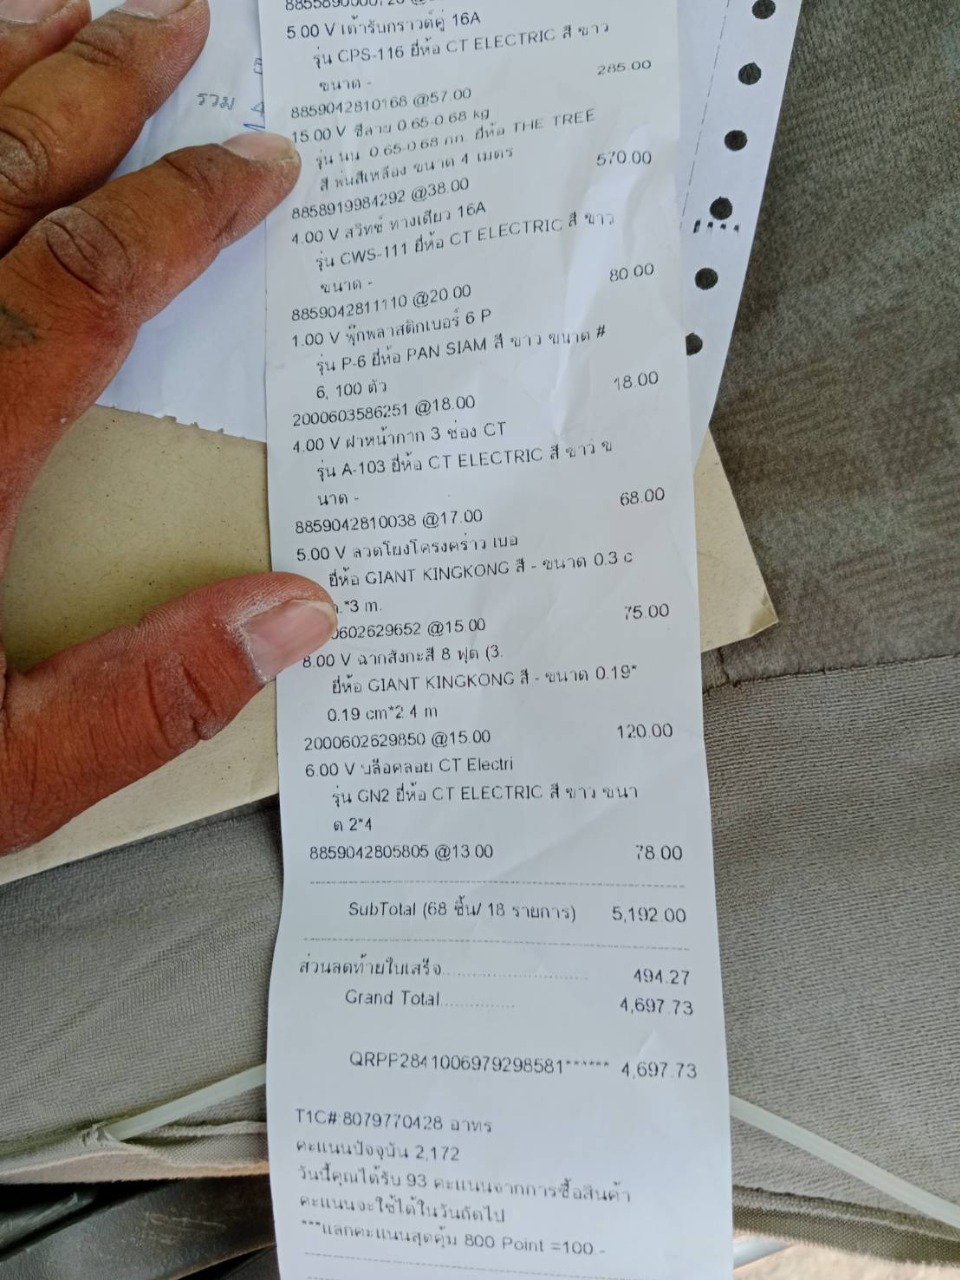 รวม 4
5.00 V เต้ารับกราวด์คู่ 16A
รุ่น CPS-116 ยี่ห้อ CT ELECTRIC สี ขาว
ขนาด -
8859042810168 @57.00 285.00
15.00 V ซีลาย 0.65-0.68 kg
รุ่น หนา 0.65-0.68 กก. ยี่ห้อ THE TREE
สี พ่นสีเหลือง ขนาด 4 เมตร
8858919984292 @38.00 570.00
4.00 V สวิทซ์ ทางเดียว 16A
รุ่น CWS-111 ยี่ห้อ CT ELECTRIC สี ขาว
ขนาด -
8859042811110 @20.00 80.00
1.00 V พุ๊กพลาสติกเบอร์ 6 P
รุ่น P-6 ยี่ห้อ PAN SIAM สี ขาว ขนาด #
6, 100 ตัว
2000603586251 @18.00 18.00
4.00 V ฝาหน้ากาก 3 ช่อง CT
รุ่น A-103 ยี่ห้อ CT ELECTRIC สี ขาว ข
นาด -
8859042810038 @17.00 68.00
5.00 V ลวดโยงโครงคร่าว เบอ
ยี่ห้อ GIANT KINGKONG สี - ขนาด 0.3 c
.*3 m.
0602629652 @15.00 75.00
8.00 V ฉากสังกะสี 8 ฟุต (3.
ยี่ห้อ GIANT KINGKONG สี - ขนาด 0.19*
0.19 cm*2.4 m
2000602629850 @15.00 120.00
6.00 V บล๊อคลอย CT Electri
รุ่น GN2 ยี่ห้อ CT ELECTRIC สี ขาว ขนา
ด 2*4
8859042805805 @13.00 78.00
SubTotal (68 ชิ้น/ 18 รายการ) 5,192.00
ส่วนลดท้ายใบเสร็จ............................ 494.27
Grand Total.............. 4,697.73
QRPP2841006979298581****** 4,697.73
T1C#:8079770428 อาทร
คะแนนปัจจุบัน 2,172
วันนี้คุณได้รับ 93 คะแนนจากการซื้อสินค้า
คะแนนจะใช้ได้ในวันถัดไป
***แลกคะแนนสุดคุ้ม 800 Point =100.-